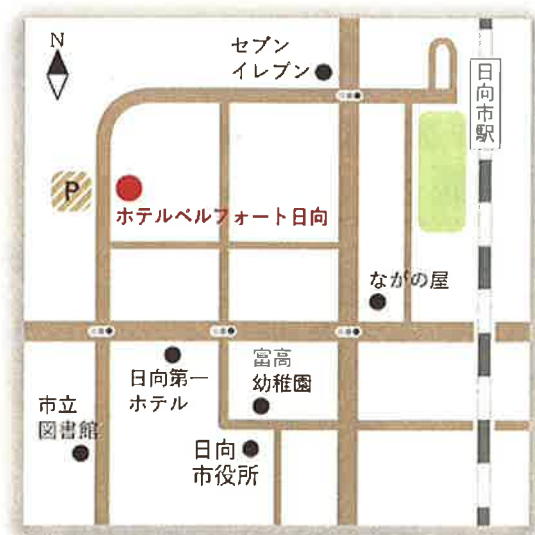 N
セブン
イレブン
日向市駅
P
ホテルベルフォート日向
ながの屋
日向第一
ホテル
富高
幼稚園
市立
図書館
日向
市役所